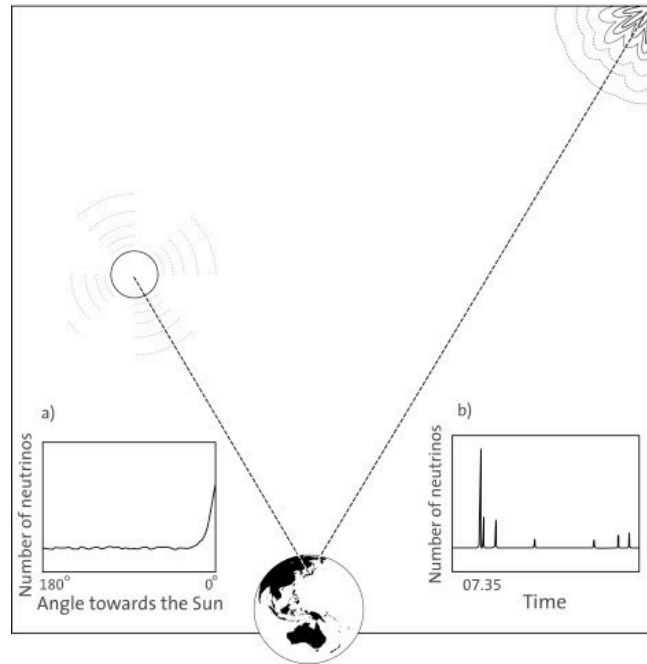 a)
Number of neutrinos
180°
0°
Angle towards the Sun
b)
Number of neutrinos
07.35
Time